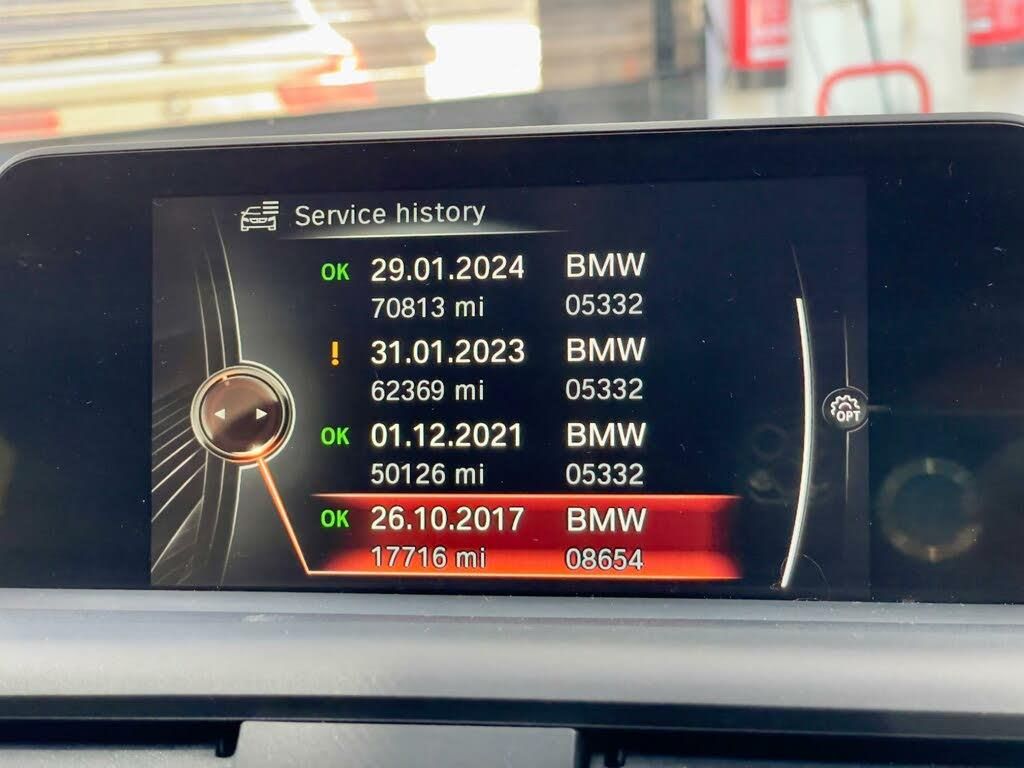 Service history
OK 29.01.2024 BMW
70813 mi 05332
! 31.01.2023 BMW
62369 mi 05332
OPT
OK 01.12.2021 BMW
50126 mi 05332
OK 26.10.2017 BMW
17716 mi 08654